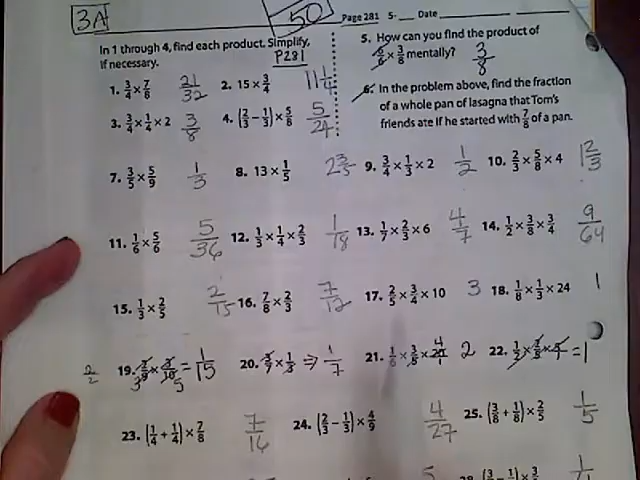 3A
50
Page 281 5-___ Date
In 1 through 4, find each product. Simplify,
if necessary.
P281
1. 3/4 × 7/8 21/32 2. 15 × 3/4 11 1/4
3. 3/4 × 1/4 × 2 3/8 4. (2/3 − 1/3) × 5/8 5/24
5. How can you find the product of
6/6 × 3/8 mentally? 3/8
6. In the problem above, find the fraction
of a whole pan of lasagna that Tom's
friends ate if he started with 7/8 of a pan.
7. 3/5 × 5/9 1/3 8. 13 × 1/5 2 3/5 9. 3/4 × 1/3 × 2 1/2 10. 2/3 × 5/8 × 4 1 2/3
11. 1/6 × 5/6 5/36 12. 1/3 × 1/4 × 2/3 1/18 13. 1/7 × 2/3 × 6 4/7 14. 1/2 × 3/8 × 3/4 9/64
15. 1/3 × 2/5 2/15 16. 7/8 × 2/3 7/12 17. 2/5 × 3/4 × 10 3 18. 1/8 × 1/3 × 24 1
2/2 19. = 1/15 20. 3/7 × 1/3 ⇒ 1/7 21. 2 22. = 1
23. (1/4 + 1/4) × 7/8 7/16 24. (2/3 − 1/3) × 4/9 4/27 25. (3/8 + 1/8) × 2/5 1/5